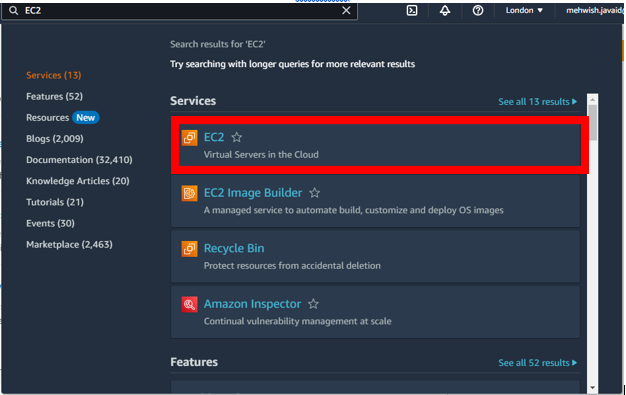 EC2
London
mehwish.javaid
Search results for 'EC2'
Try searching with longer queries for more relevant results
Services (13)
Features (52)
Resources New
Blogs (2,009)
Documentation (32,410)
Knowledge Articles (20)
Tutorials (21)
Events (30)
Marketplace (2,463)
Services
See all 13 results
EC2
Virtual Servers in the Cloud
EC2 Image Builder
A managed service to automate build, customize and deploy OS images
Recycle Bin
Protect resources from accidental deletion
Amazon Inspector
Continual vulnerability management at scale
Features
See all 52 results